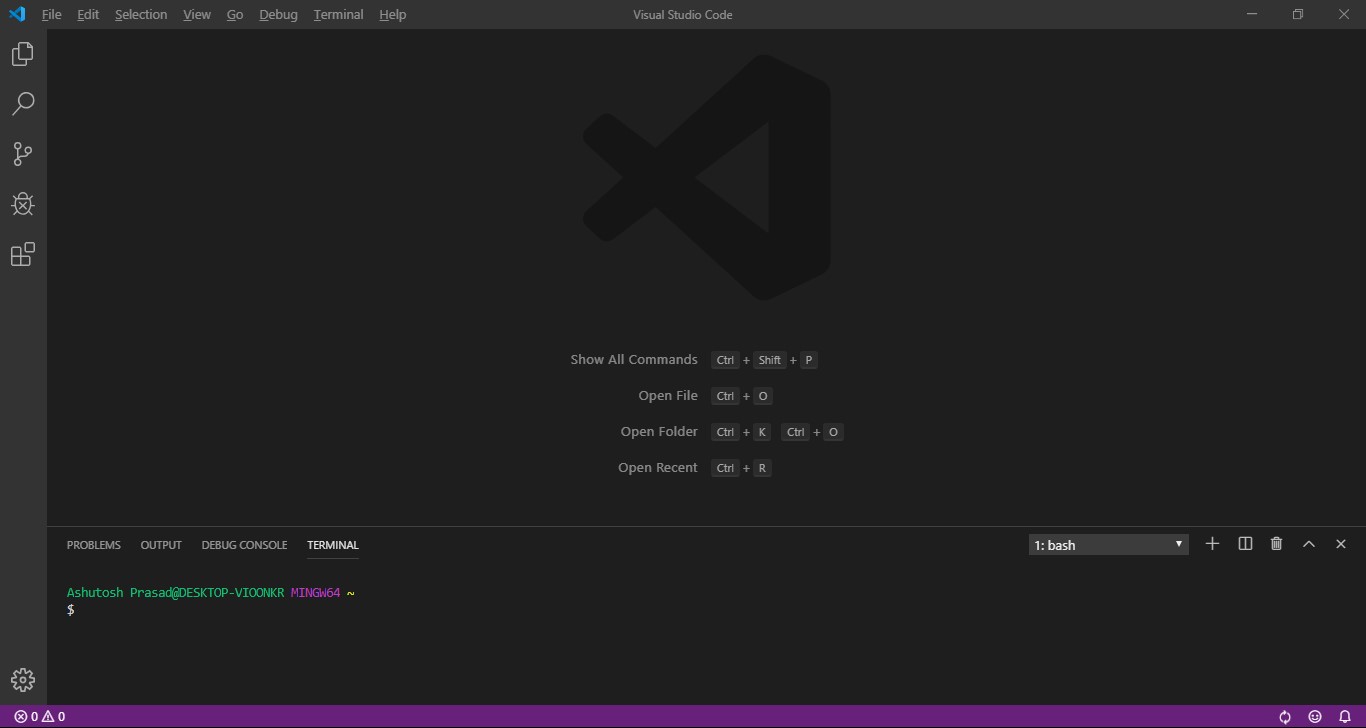 File Edit Selection View Go Debug Terminal Help Visual Studio Code
Show All Commands Ctrl + Shift + P
Open File Ctrl + O
Open Folder Ctrl + K Ctrl + O
Open Recent Ctrl + R
PROBLEMS OUTPUT DEBUG CONSOLE TERMINAL 1: bash
Ashutosh Prasad@DESKTOP-VIOONKR MINGW64 ~
$
0 0